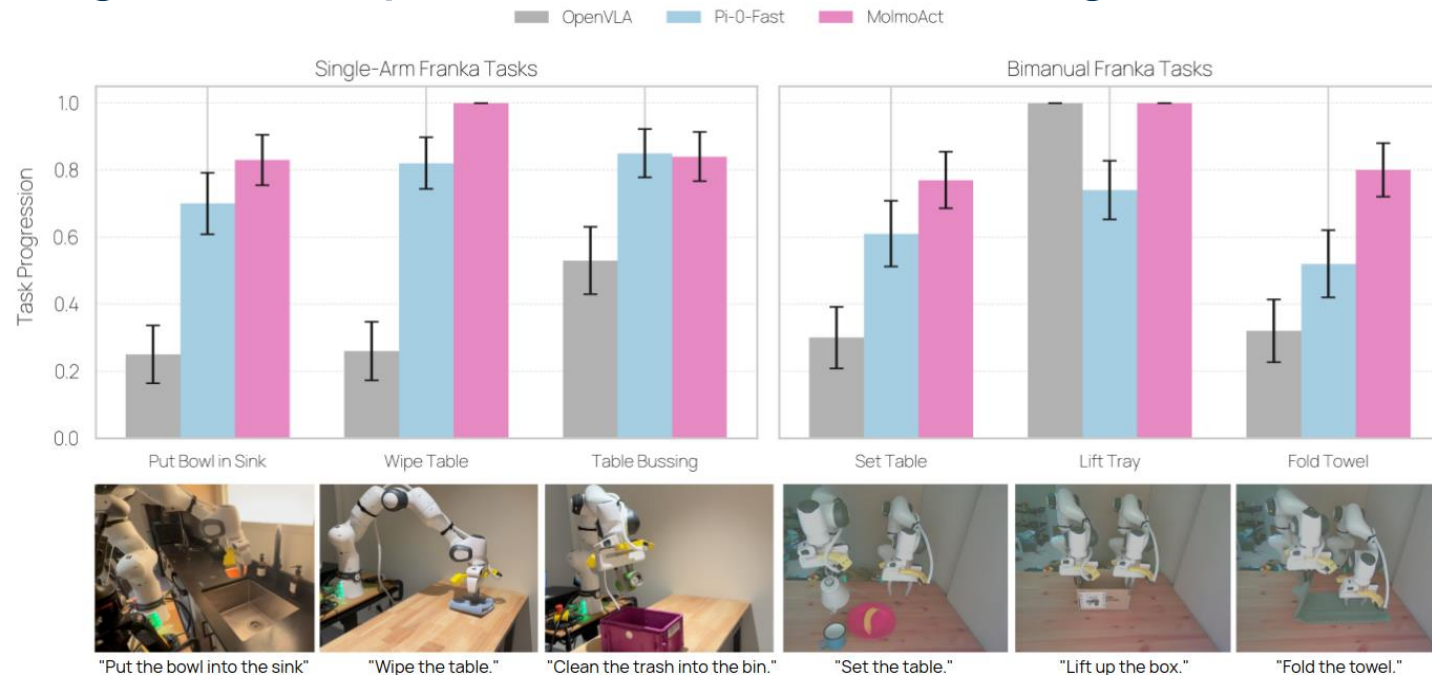 OpenVLA Pi-0-Fast MolmoAct
Single-Arm Franka Tasks Bimanual Franka Tasks
Task Progression
1.0
0.8
0.6
0.4
0.2
0.0
Put Bowl in Sink Wipe Table Table Bussing Set Table Lift Tray Fold Towel
"Put the bowl into the sink" "Wipe the table." "Clean the trash into the bin." "Set the table." "Lift up the box." "Fold the towel."